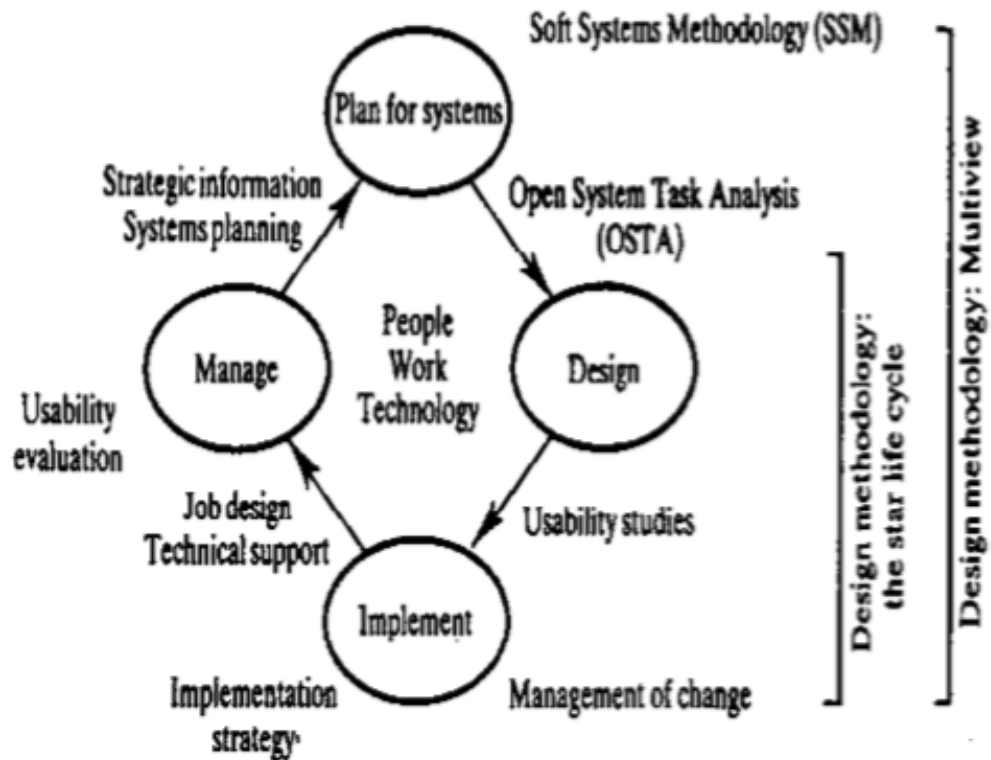 Soft Systems Methodology (SSM)
Plan for systems
Strategic information
Systems planning
Open System Task Analysis
(OSTA)
People
Work
Technology
Manage
Design
Usability
evaluation
Job design
Technical support
Usability studies
Implement
Implementation
strategy
Management of change
Design methodology:
the star life cycle
Design methodology: Multiview